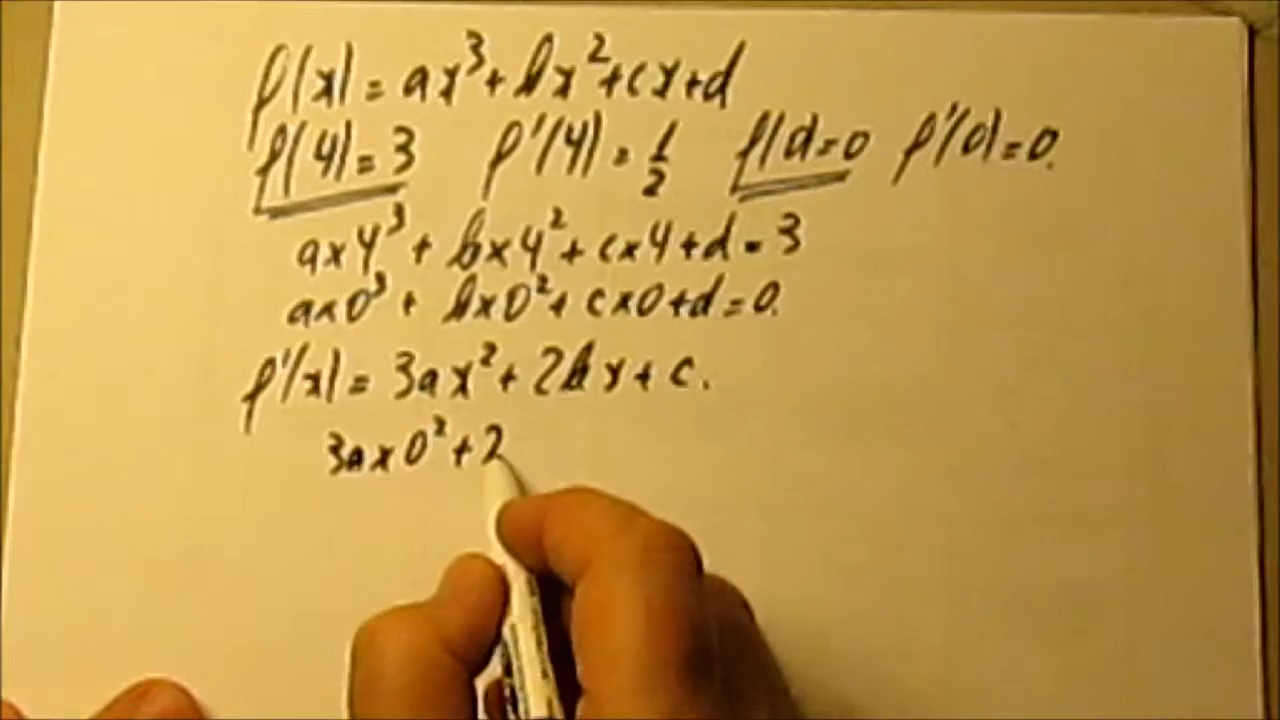 f(x) = ax³ + bx² + cx + d
f(4) = 3 f'(4) = 1/2 f(0) = 0 f'(0) = 0.
a x 4³ + b x 4² + c x 4 + d = 3
a x 0³ + b x 0² + c x 0 + d = 0.
f'(x) = 3ax² + 2bx + c.
3a x 0² + 2